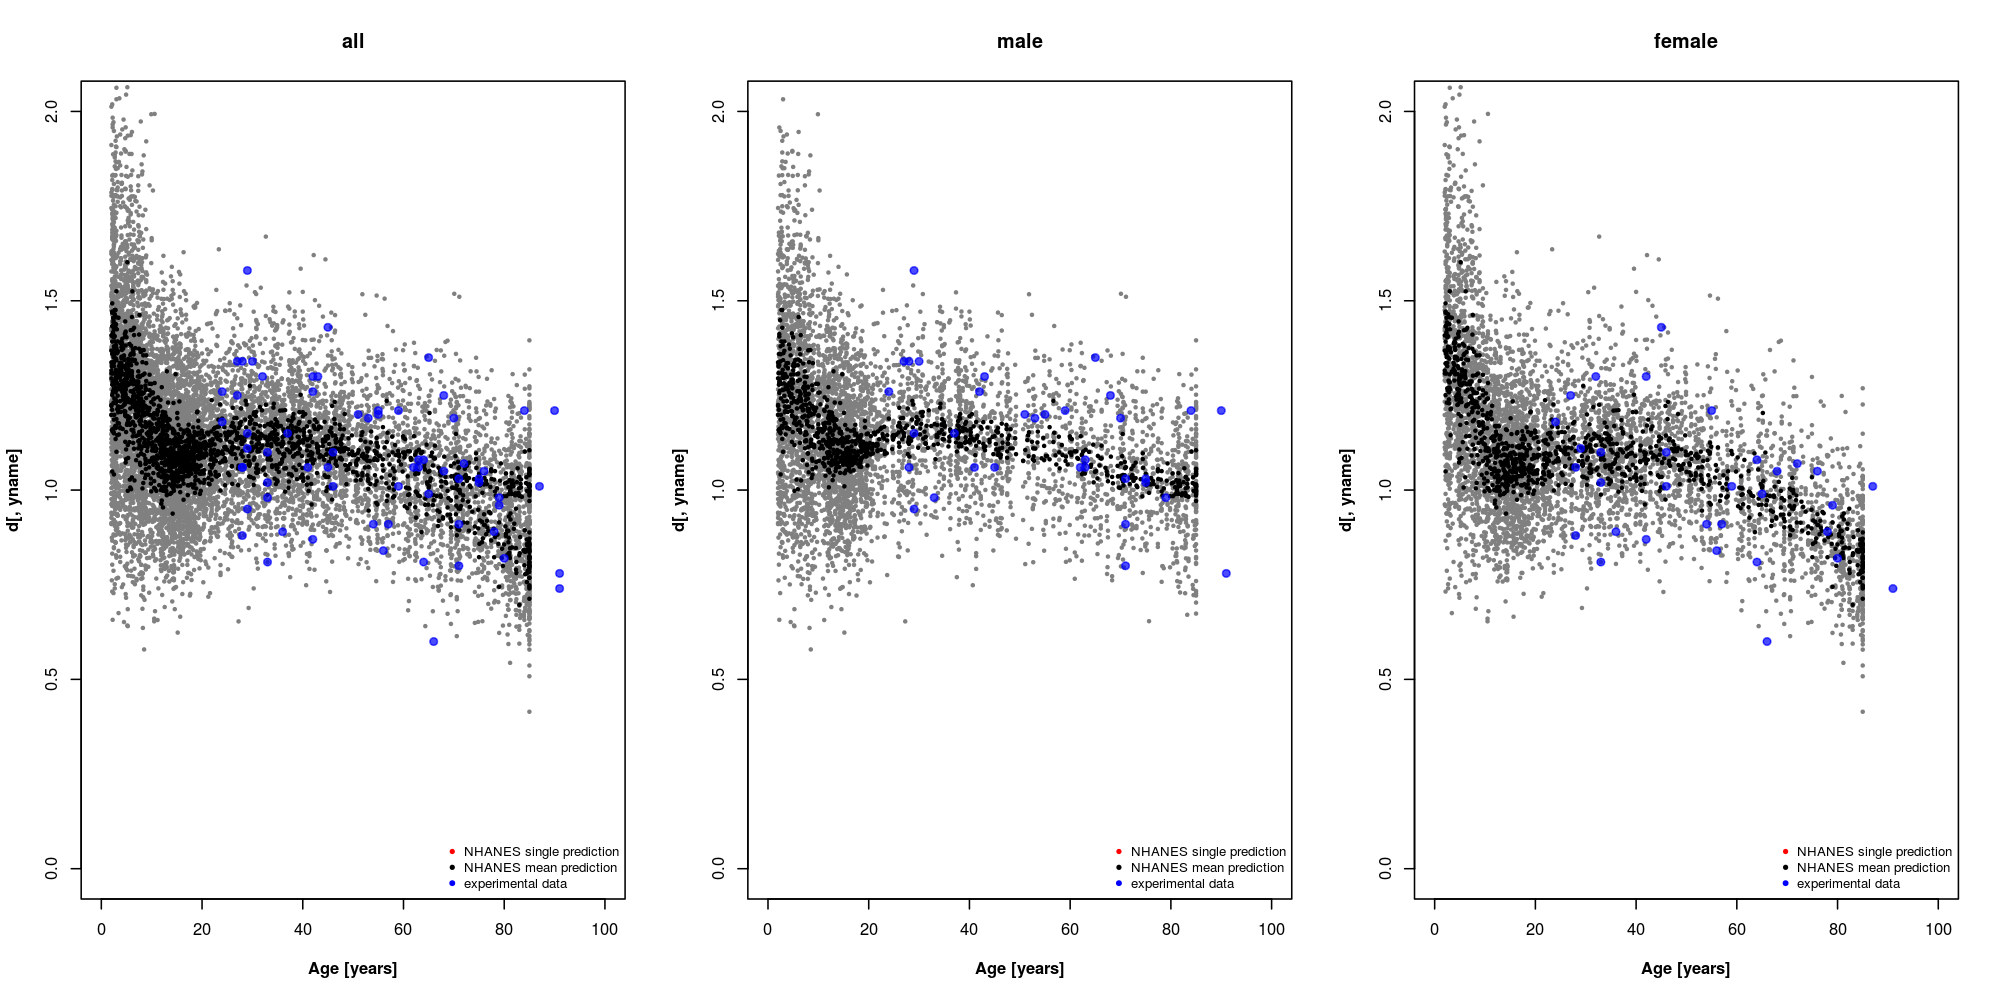 all
male
female
d[, yname]
0.0
0.5
1.0
1.5
2.0
0
20
40
60
80
100
Age [years]
NHANES single prediction
NHANES mean prediction
experimental data
d[, yname]
0.0
0.5
1.0
1.5
2.0
0
20
40
60
80
100
Age [years]
NHANES single prediction
NHANES mean prediction
experimental data
d[, yname]
0.0
0.5
1.0
1.5
2.0
0
20
40
60
80
100
Age [years]
NHANES single prediction
NHANES mean prediction
experimental data